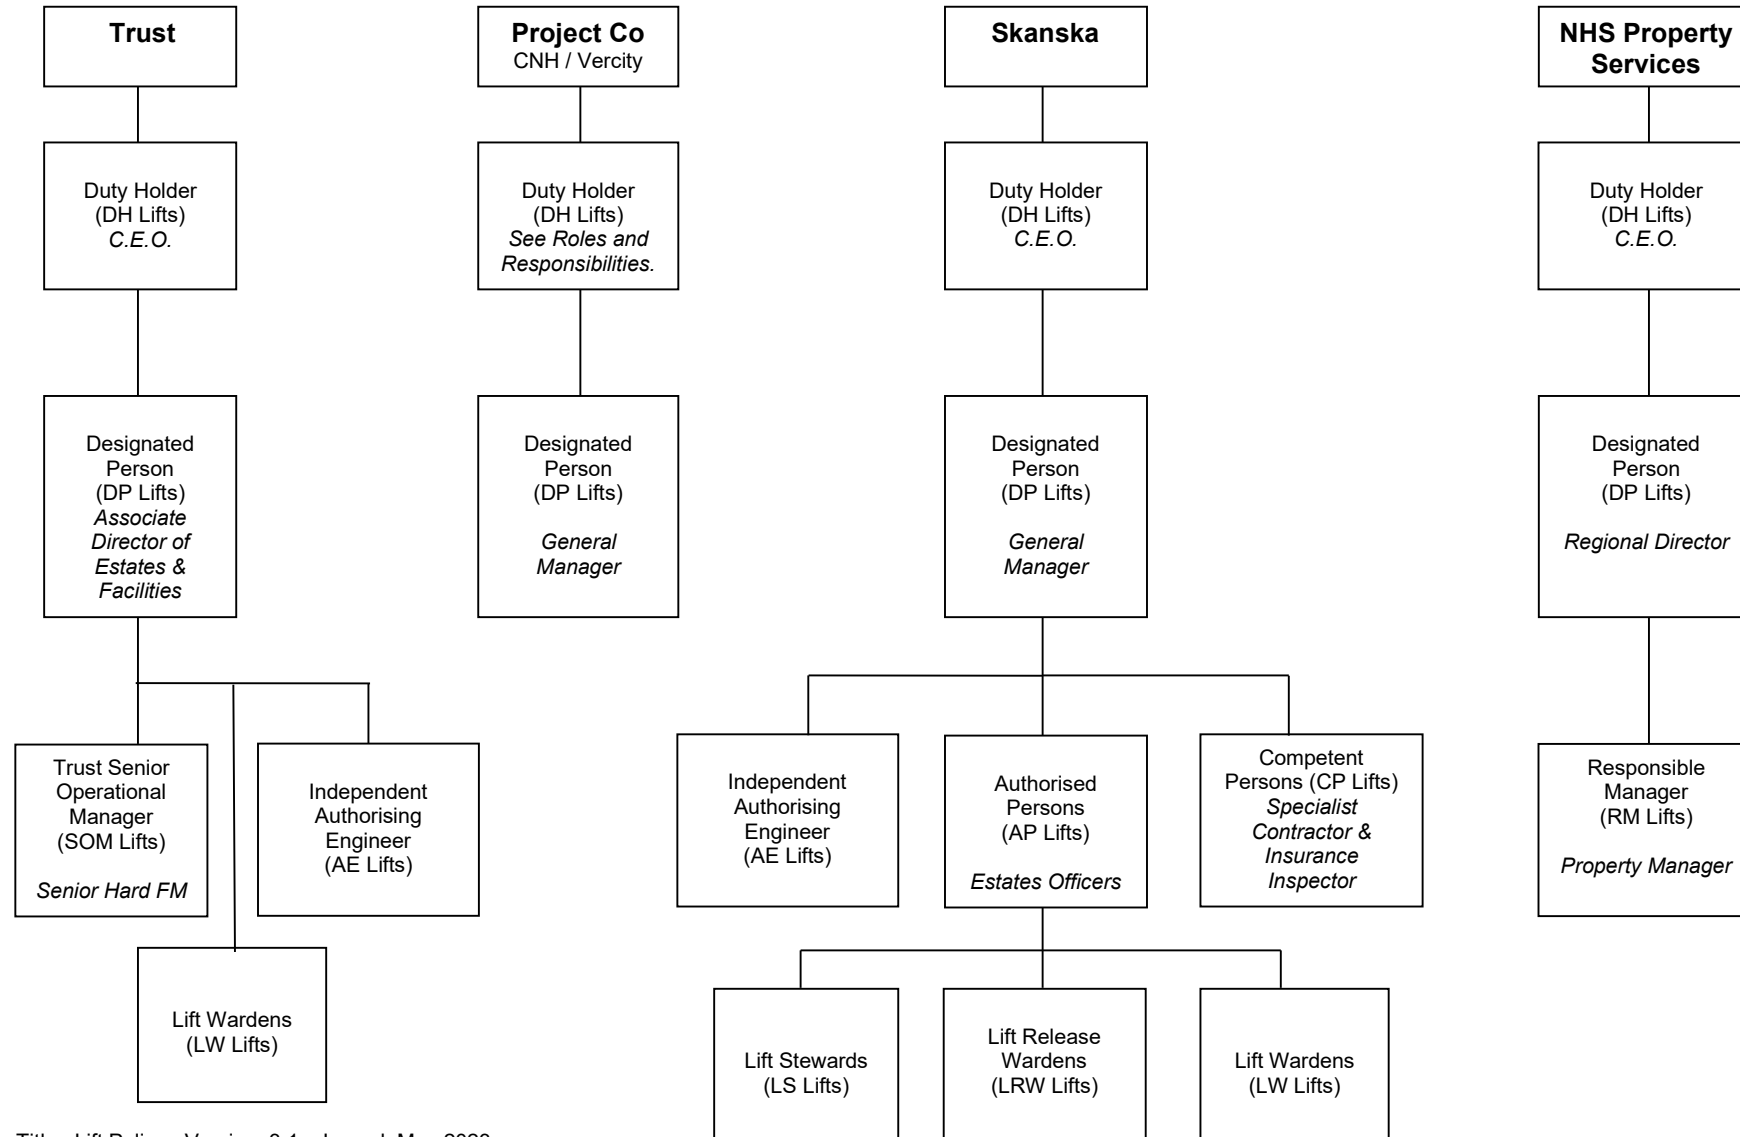 Trust
Duty Holder
(DH Lifts)
C.E.O.
Designated
Person
(DP Lifts)
Associate
Director of
Estates &
Facilities
Trust Senior
Operational
Manager
(SOM Lifts)
Senior Hard FM
Independent
Authorising
Engineer
(AE Lifts)
Lift Wardens
(LW Lifts)
Project Co
CNH / Vercity
Duty Holder
(DH Lifts)
See Roles and
Responsibilities.
Designated
Person
(DP Lifts)
General
Manager
Skanska
Duty Holder
(DH Lifts)
C.E.O.
Designated
Person
(DP Lifts)
General
Manager
Independent
Authorising
Engineer
(AE Lifts)
Authorised
Persons
(AP Lifts)
Estates Officers
Competent
Persons (CP Lifts)
Specialist
Contractor &
Insurance
Inspector
Lift Stewards
(LS Lifts)
Lift Release
Wardens
(LRW Lifts)
Lift Wardens
(LW Lifts)
NHS Property
Services
Duty Holder
(DH Lifts)
C.E.O.
Designated
Person
(DP Lifts)
Regional Director
Responsible
Manager
(RM Lifts)
Property Manager